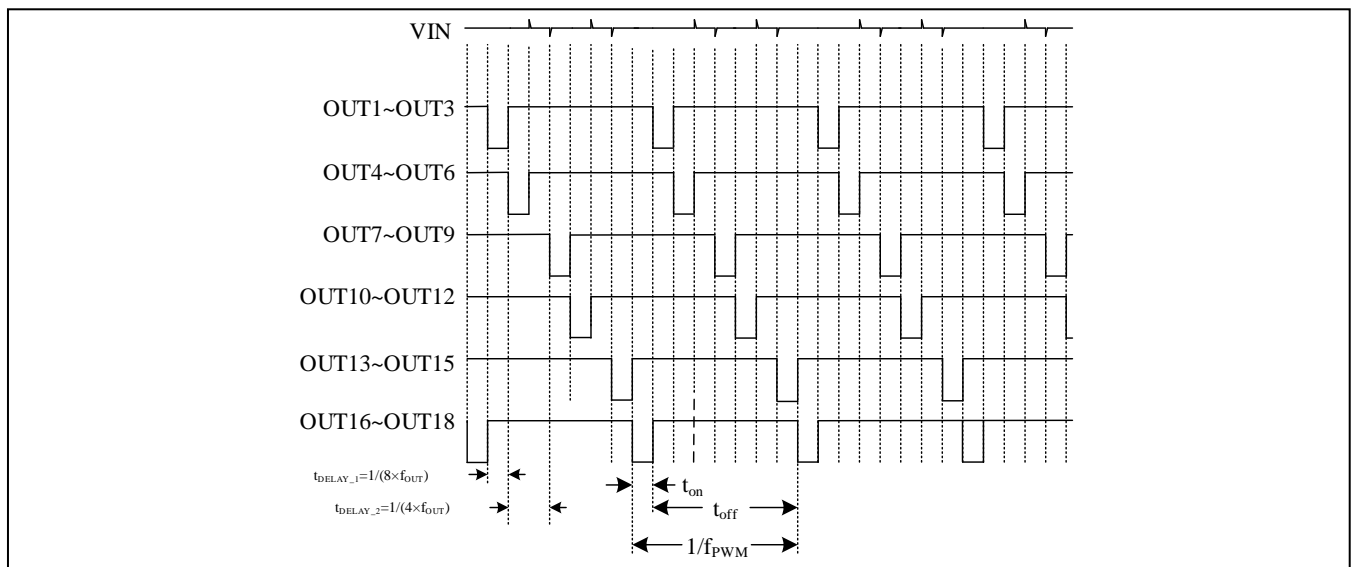 VIN
OUT1~OUT3
OUT4~OUT6
OUT7~OUT9
OUT10~OUT12
OUT13~OUT15
OUT16~OUT18
tDELAY_1=1/(8×fOUT)
ton
tDELAY_2=1/(4×fOUT)
toff
1/fPWM